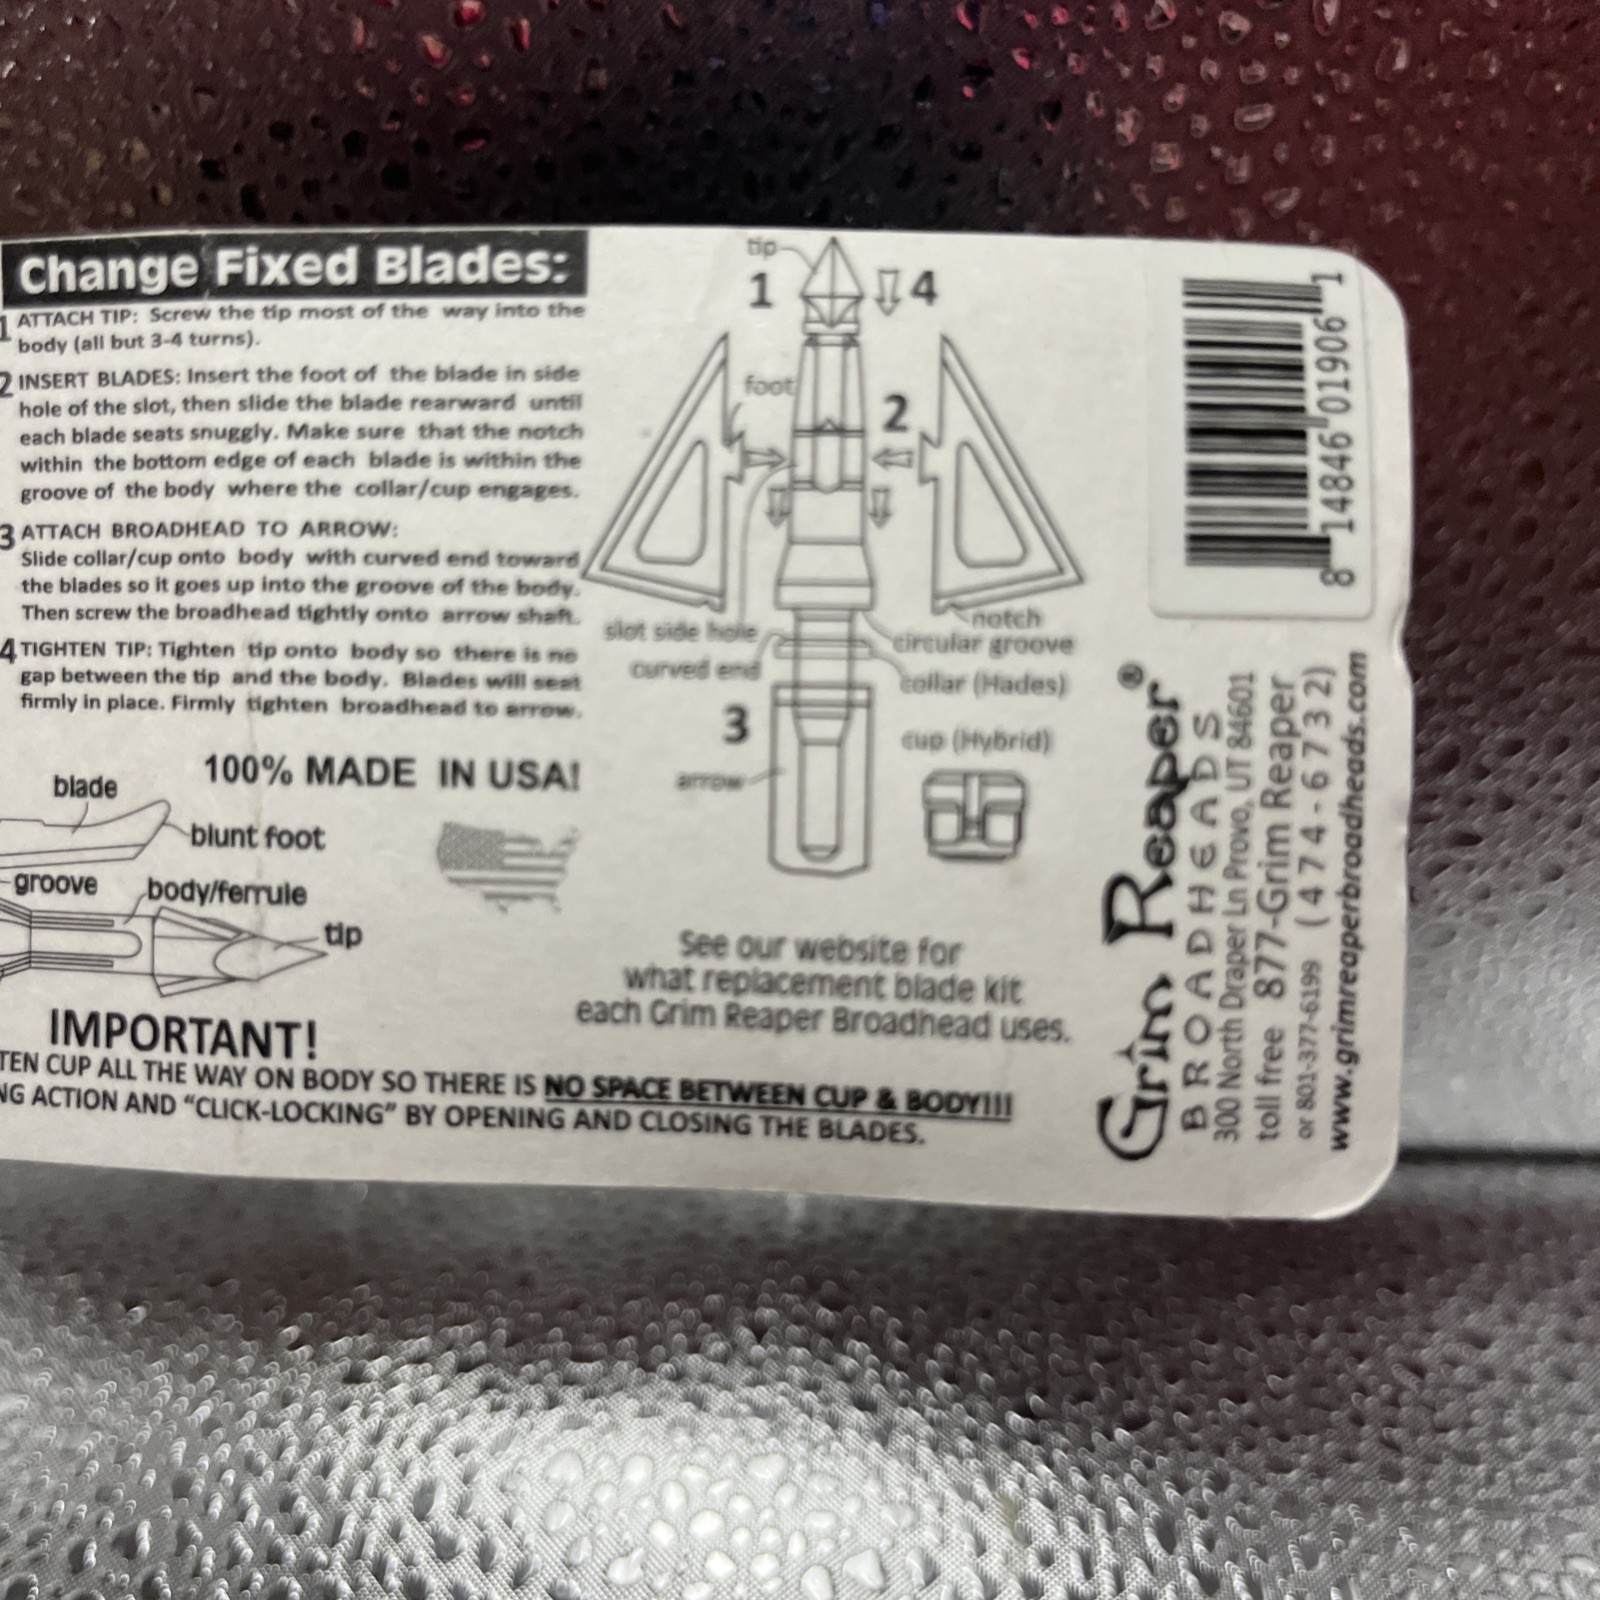 Change Fixed Blades:
1 ATTACH TIP: Screw the tip most of the way into the
body (all but 3-4 turns).
2 INSERT BLADES: Insert the foot of the blade in side
hole of the slot, then slide the blade rearward until
each blade seats snuggly. Make sure that the notch
within the bottom edge of each blade is within the
groove of the body where the collar/cup engages.
3 ATTACH BROADHEAD TO ARROW:
Slide collar/cup onto body with curved end toward
the blades so it goes up into the groove of the body.
Then screw the broadhead tightly onto arrow shaft.
4 TIGHTEN TIP: Tighten tip onto body so there is no
gap between the tip and the body. Blades will seat
firmly in place. Firmly tighten broadhead to arrow.
100% MADE IN USA!
blade
blunt foot
groove
body/ferrule
tip
tip
1
4
foot
2
slot side hole
notch
circular groove
curved end
collar (Hades)
3
cup (Hybrid)
arrow
See our website for
what replacement blade kit
each Grim Reaper Broadhead uses.
IMPORTANT!
TEN CUP ALL THE WAY ON BODY SO THERE IS NO SPACE BETWEEN CUP & BODY!!!
NG ACTION AND “CLICK-LOCKING” BY OPENING AND CLOSING THE BLADES.
8 14846 01906 1
Grim Reaper®
BROADHEADS
300 North Draper Ln Provo, UT 84601
toll free 877-Grim Reaper
or 801-377-6199 (474-6732)
www.grimreaperbroadheads.com